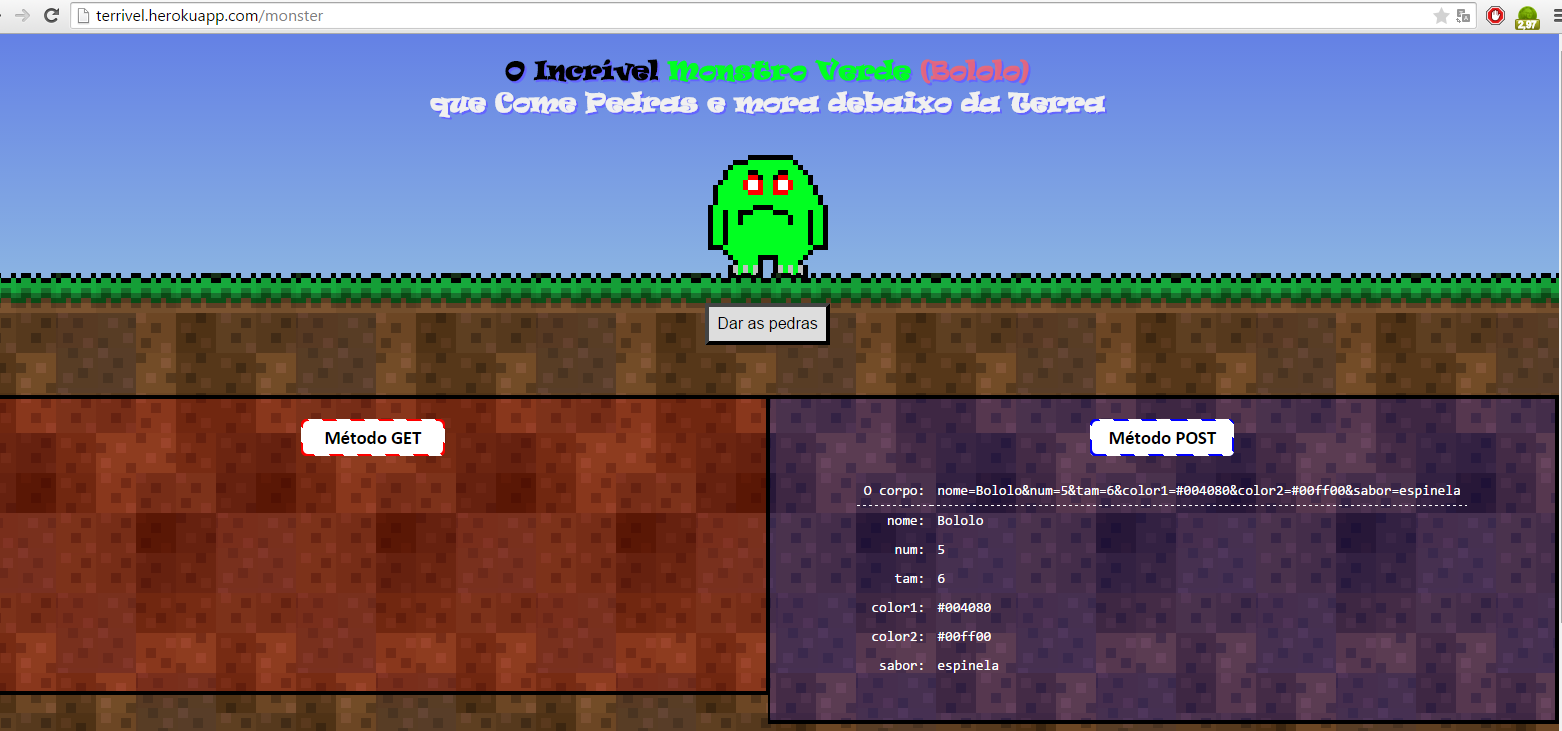 terrivel.herokuapp.com/monster
2.97
O Incrível Monstro Verde (Bololo)
que Come Pedras e mora debaixo da Terra
Dar as pedras
Método GET
Método POST
O corpo: nome=Bololo&num=5&tam=6&color1=#004080&color2=#00ff00&sabor=espinela
nome: Bololo
num: 5
tam: 6
color1: #004080
color2: #00ff00
sabor: espinela